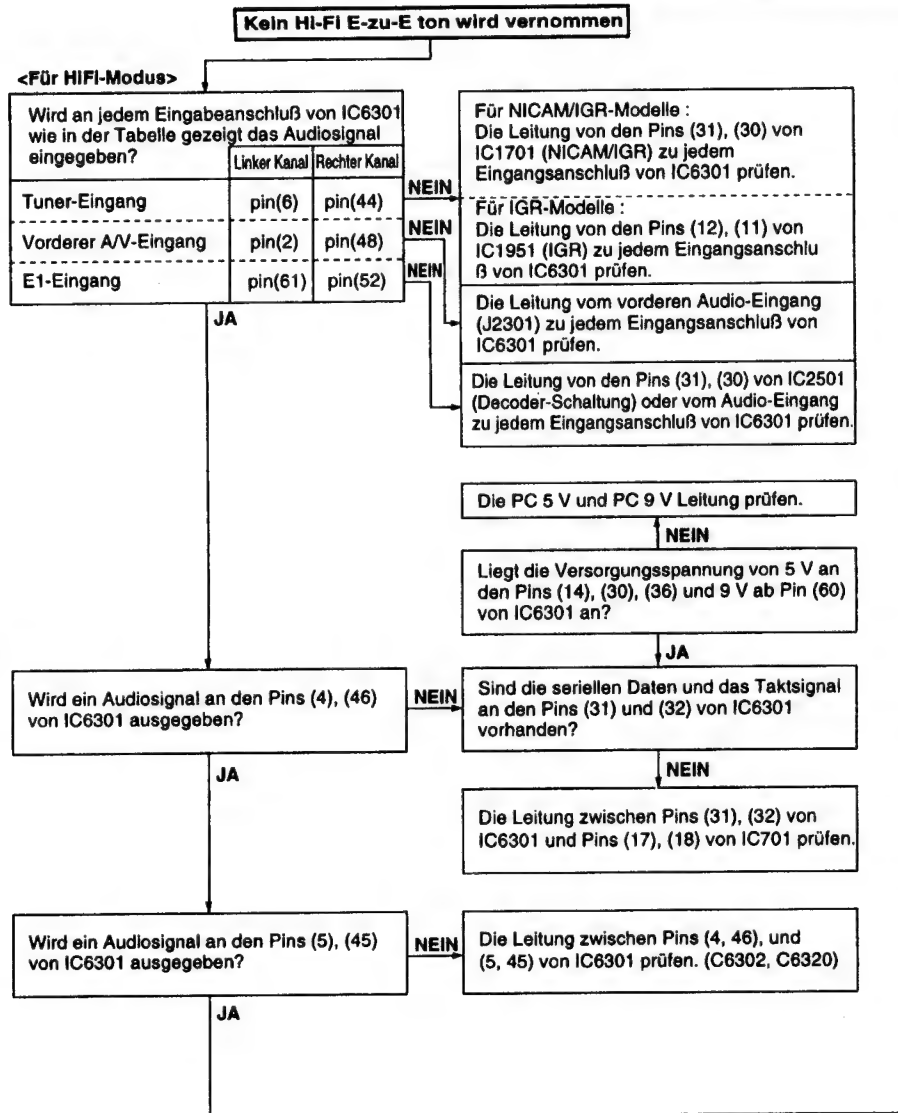 Kein Hi-Fi E-zu-E ton wird vernommen
<Für HIFI-Modus>
Wird an jedem Eingabeanschluß von IC6301
wie in der Tabelle gezeigt das Audiosignal
eingegeben?
Linker Kanal Rechter Kanal
Tuner-Eingang pin(6) pin(44)
NEIN
Vorderer A/V-Eingang pin(2) pin(48)
NEIN
E1-Eingang pin(61) pin(52)
NEIN
JA
Für NICAM/IGR-Modelle :
Die Leitung von den Pins (31), (30) von
IC1701 (NICAM/IGR) zu jedem
Eingangsanschluß von IC6301 prüfen.
Für IGR-Modelle :
Die Leitung von den Pins (12), (11) von
IC1951 (IGR) zu jedem Eingangsanschlu
ß von IC6301 prüfen.
Die Leitung vom vorderen Audio-Eingang
(J2301) zu jedem Eingangsanschluß von
IC6301 prüfen.
Die Leitung von den Pins (31), (30) von IC2501
(Decoder-Schaltung) oder vom Audio-Eingang
zu jedem Eingangsanschluß von IC6301 prüfen.
Die PC 5 V und PC 9 V Leitung prüfen.
NEIN
Liegt die Versorgungsspannung von 5 V an
den Pins (14), (30), (36) und 9 V ab Pin (60)
von IC6301 an?
JA
Wird ein Audiosignal an den Pins (4), (46)
von IC6301 ausgegeben?
NEIN
Sind die seriellen Daten und das Taktsignal
an den Pins (31) und (32) von IC6301
vorhanden?
JA
NEIN
Die Leitung zwischen Pins (31), (32) von
IC6301 und Pins (17), (18) von IC701 prüfen.
Wird ein Audiosignal an den Pins (5), (45)
von IC6301 ausgegeben?
NEIN
Die Leitung zwischen Pins (4, 46), und
(5, 45) von IC6301 prüfen. (C6302, C6320)
JA